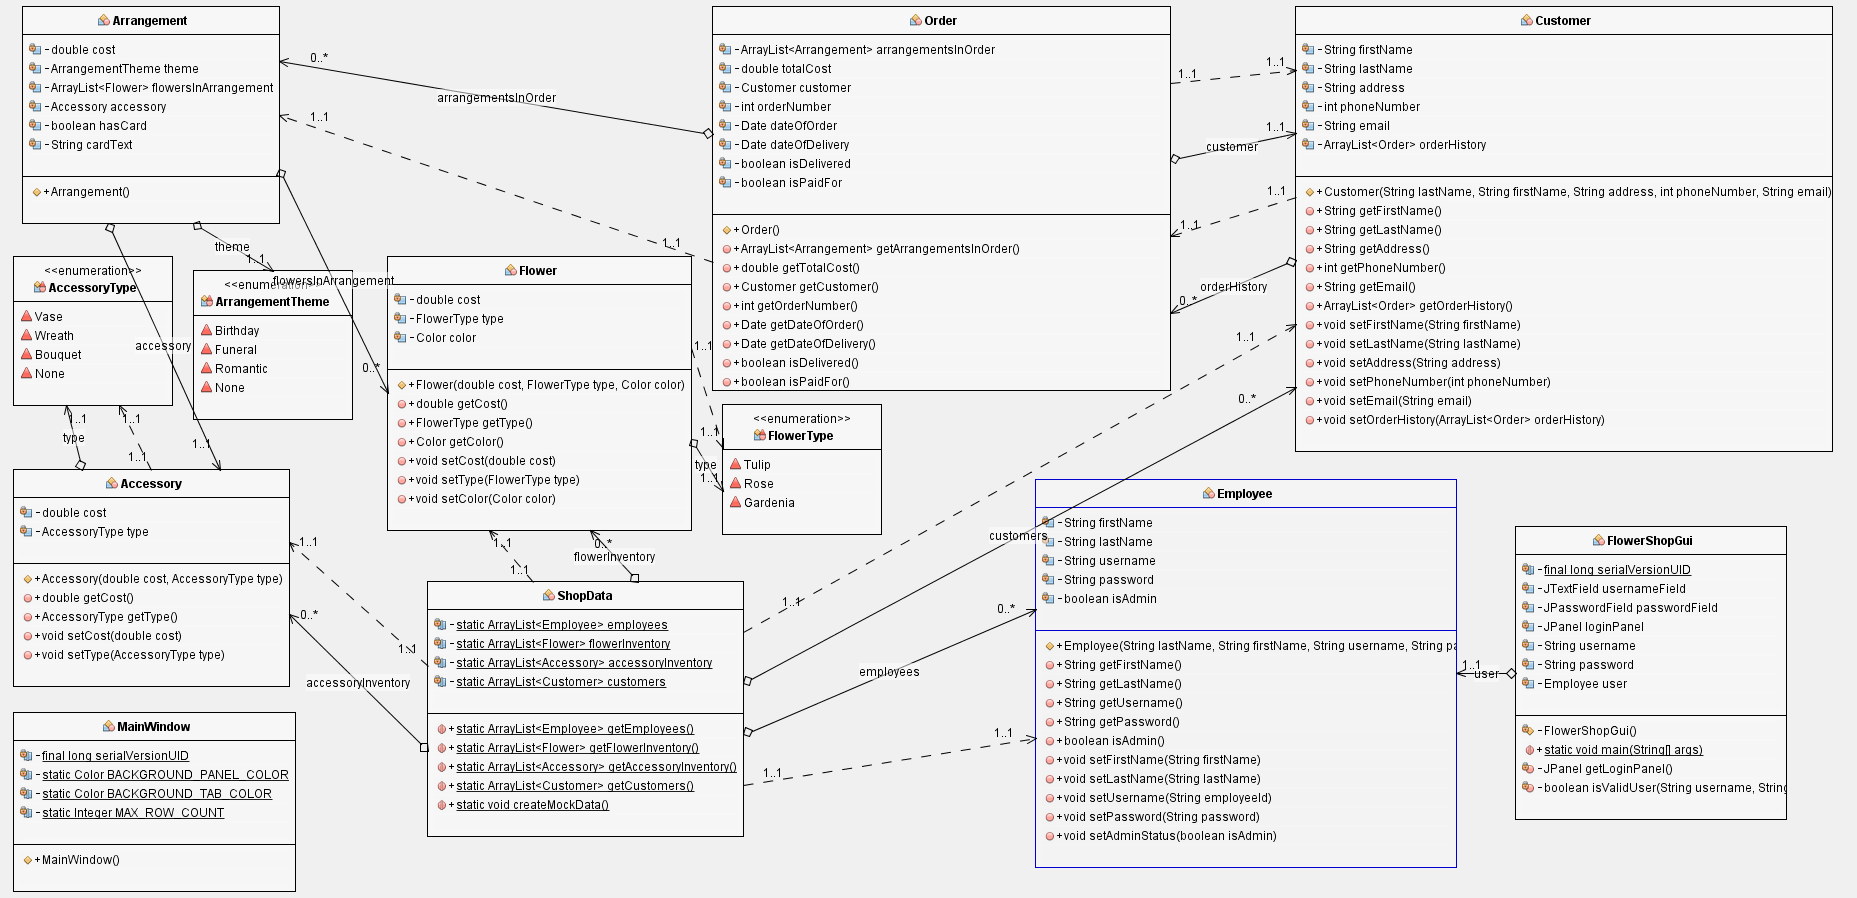 Arrangement
-double cost
-ArrangementTheme theme
-ArrayList<Flower> flowersInArrangement
-Accessory accessory
-boolean hasCard
-String cardText
+Arrangement()
Order
-ArrayList<Arrangement> arrangementsInOrder
-double totalCost
-Customer customer
-int orderNumber
-Date dateOfOrder
-Date dateOfDelivery
-boolean isDelivered
-boolean isPaidFor
+Order()
+ArrayList<Arrangement> getArrangementsInOrder()
+double getTotalCost()
+Customer getCustomer()
+int getOrderNumber()
+Date getDateOfOrder()
+Date getDateOfDelivery()
+boolean isDelivered()
+boolean isPaidFor()
Customer
-String firstName
-String lastName
-String address
-int phoneNumber
-String email
-ArrayList<Order> orderHistory
+Customer(String lastName, String firstName, String address, int phoneNumber, String email)
+String getFirstName()
+String getLastName()
+String getAddress()
+int getPhoneNumber()
+String getEmail()
+ArrayList<Order> getOrderHistory()
+void setFirstName(String firstName)
+void setLastName(String lastName)
+void setAddress(String address)
+void setPhoneNumber(int phoneNumber)
+void setEmail(String email)
+void setOrderHistory(ArrayList<Order> orderHistory)
0..*
arrangementsInOrder
1..1
1..1
1..1
1..1
1..1
customer
1..1
1..1
orderHistory
0..*
theme
1..1
flowersInArrangement
0..*
accessory
1..1
<<enumeration>>
AccessoryType
Vase
Wreath
Bouquet
None
<<enumeration>>
ArrangementTheme
Birthday
Funeral
Romantic
None
Flower
-double cost
-FlowerType type
-Color color
+Flower(double cost, FlowerType type, Color color)
+double getCost()
+FlowerType getType()
+Color getColor()
+void setCost(double cost)
+void setType(FlowerType type)
+void setColor(Color color)
1..1
1..1
type
1..1
<<enumeration>>
FlowerType
Tulip
Rose
Gardenia
1..1
type
1..1
1..1
Accessory
-double cost
-AccessoryType type
+Accessory(double cost, AccessoryType type)
+double getCost()
+AccessoryType getType()
+void setCost(double cost)
+void setType(AccessoryType type)
1..1
1..1
0..*
accessoryInventory
1..1
1..1
0..*
flowerInventory
ShopData
-static ArrayList<Employee> employees
-static ArrayList<Flower> flowerInventory
-static ArrayList<Accessory> accessoryInventory
-static ArrayList<Customer> customers
+static ArrayList<Employee> getEmployees()
+static ArrayList<Flower> getFlowerInventory()
+static ArrayList<Accessory> getAccessoryInventory()
+static ArrayList<Customer> getCustomers()
+static void createMockData()
1..1
1..1
0..*
customers
0..*
employees
1..1
1..1
Employee
-String firstName
-String lastName
-String username
-String password
-boolean isAdmin
+Employee(String lastName, String firstName, String username, String pa
+String getFirstName()
+String getLastName()
+String getUsername()
+String getPassword()
+boolean isAdmin()
+void setFirstName(String firstName)
+void setLastName(String lastName)
+void setUsername(String employeeId)
+void setPassword(String password)
+void setAdminStatus(boolean isAdmin)
1..1
user
FlowerShopGui
-final long serialVersionUID
-JTextField usernameField
-JPasswordField passwordField
-JPanel loginPanel
-String username
-String password
-Employee user
-FlowerShopGui()
+static void main(String[] args)
-JPanel getLoginPanel()
-boolean isValidUser(String username, String
MainWindow
-final long serialVersionUID
-static Color BACKGROUND_PANEL_COLOR
-static Color BACKGROUND_TAB_COLOR
-static Integer MAX_ROW_COUNT
+MainWindow()